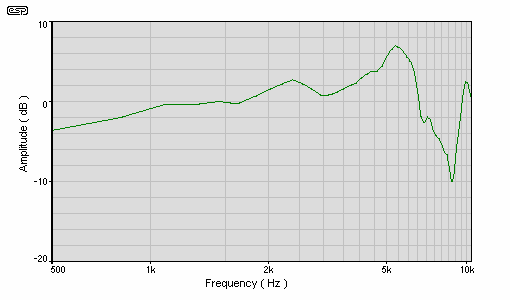 esp
10
0
-10
-20
Amplitude ( dB )
500 1k 2k 5k 10k
Frequency ( Hz )